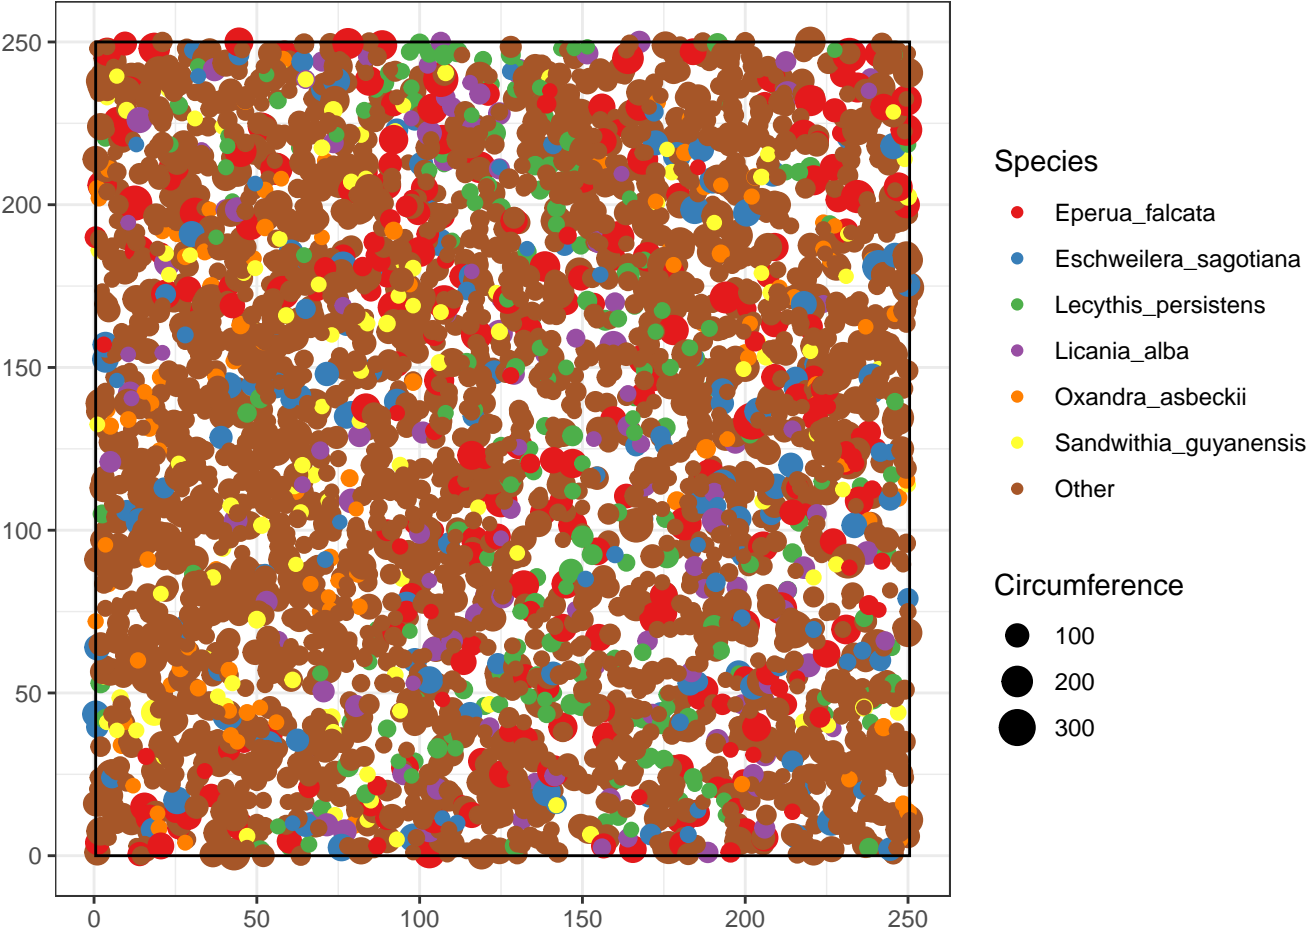 250
200
150
100
50
0
0 50 100 150 200 250
Species
Eperua_falcata
Eschweilera_sagotiana
Lecythis_persistens
Licania_alba
Oxandra_asbeckii
Sandwithia_guyanensis
Other
Circumference
100
200
300